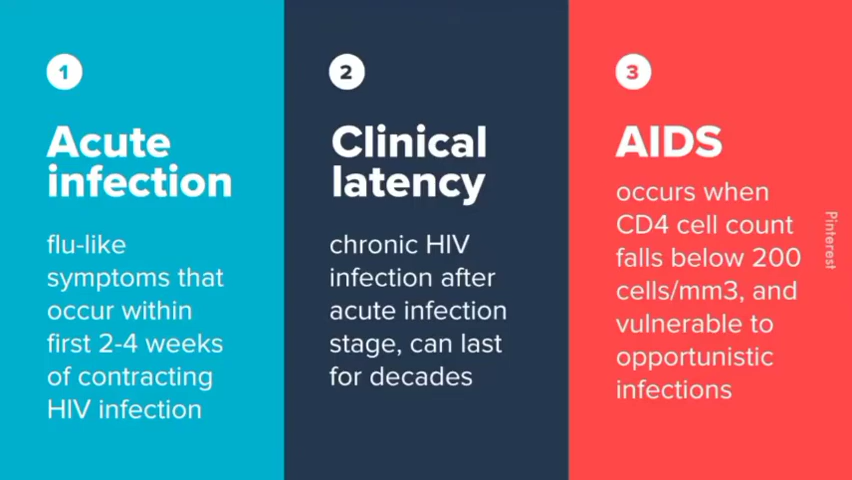 1
Acute
infection
flu-like
symptoms that
occur within
first 2-4 weeks
of contracting
HIV infection
2
Clinical
latency
chronic HIV
infection after
acute infection
stage, can last
for decades
3
AIDS
occurs when
CD4 cell count
falls below 200
cells/mm3, and
vulnerable to
opportunistic
infections
Pinterest